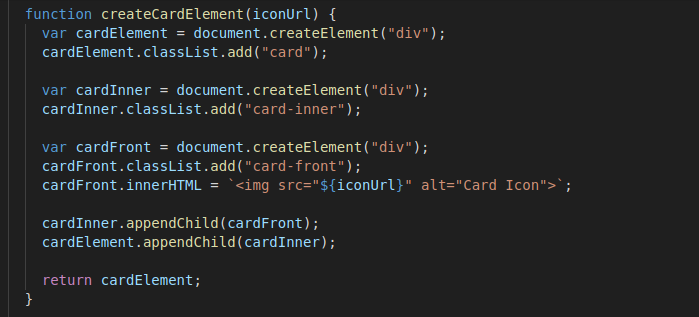 function createCardElement(iconUrl) {
  var cardElement = document.createElement("div");
  cardElement.classList.add("card");

  var cardInner = document.createElement("div");
  cardInner.classList.add("card-inner");

  var cardFront = document.createElement("div");
  cardFront.classList.add("card-front");
  cardFront.innerHTML = `<img src="${iconUrl}" alt="Card Icon">`;

  cardInner.appendChild(cardFront);
  cardElement.appendChild(cardInner);

  return cardElement;
}